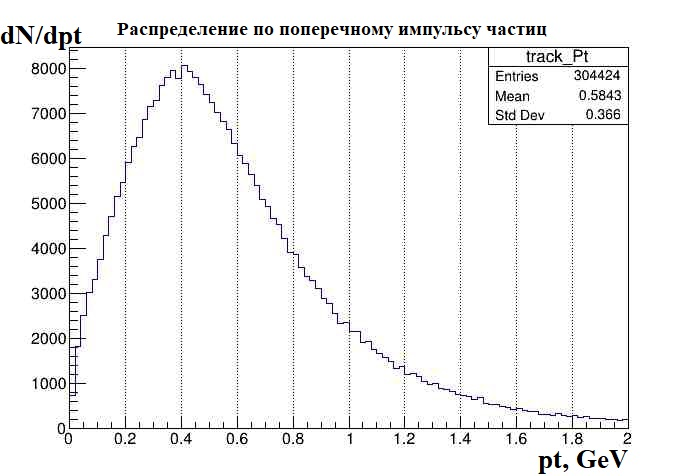 Распределение по поперечному импульсу частиц
dN/dpt
track_Pt
Entries 304424
Mean 0.5843
Std Dev 0.366
8000
7000
6000
5000
4000
3000
2000
1000
0
0 0.2 0.4 0.6 0.8 1 1.2 1.4 1.6 1.8 2
pt, GeV